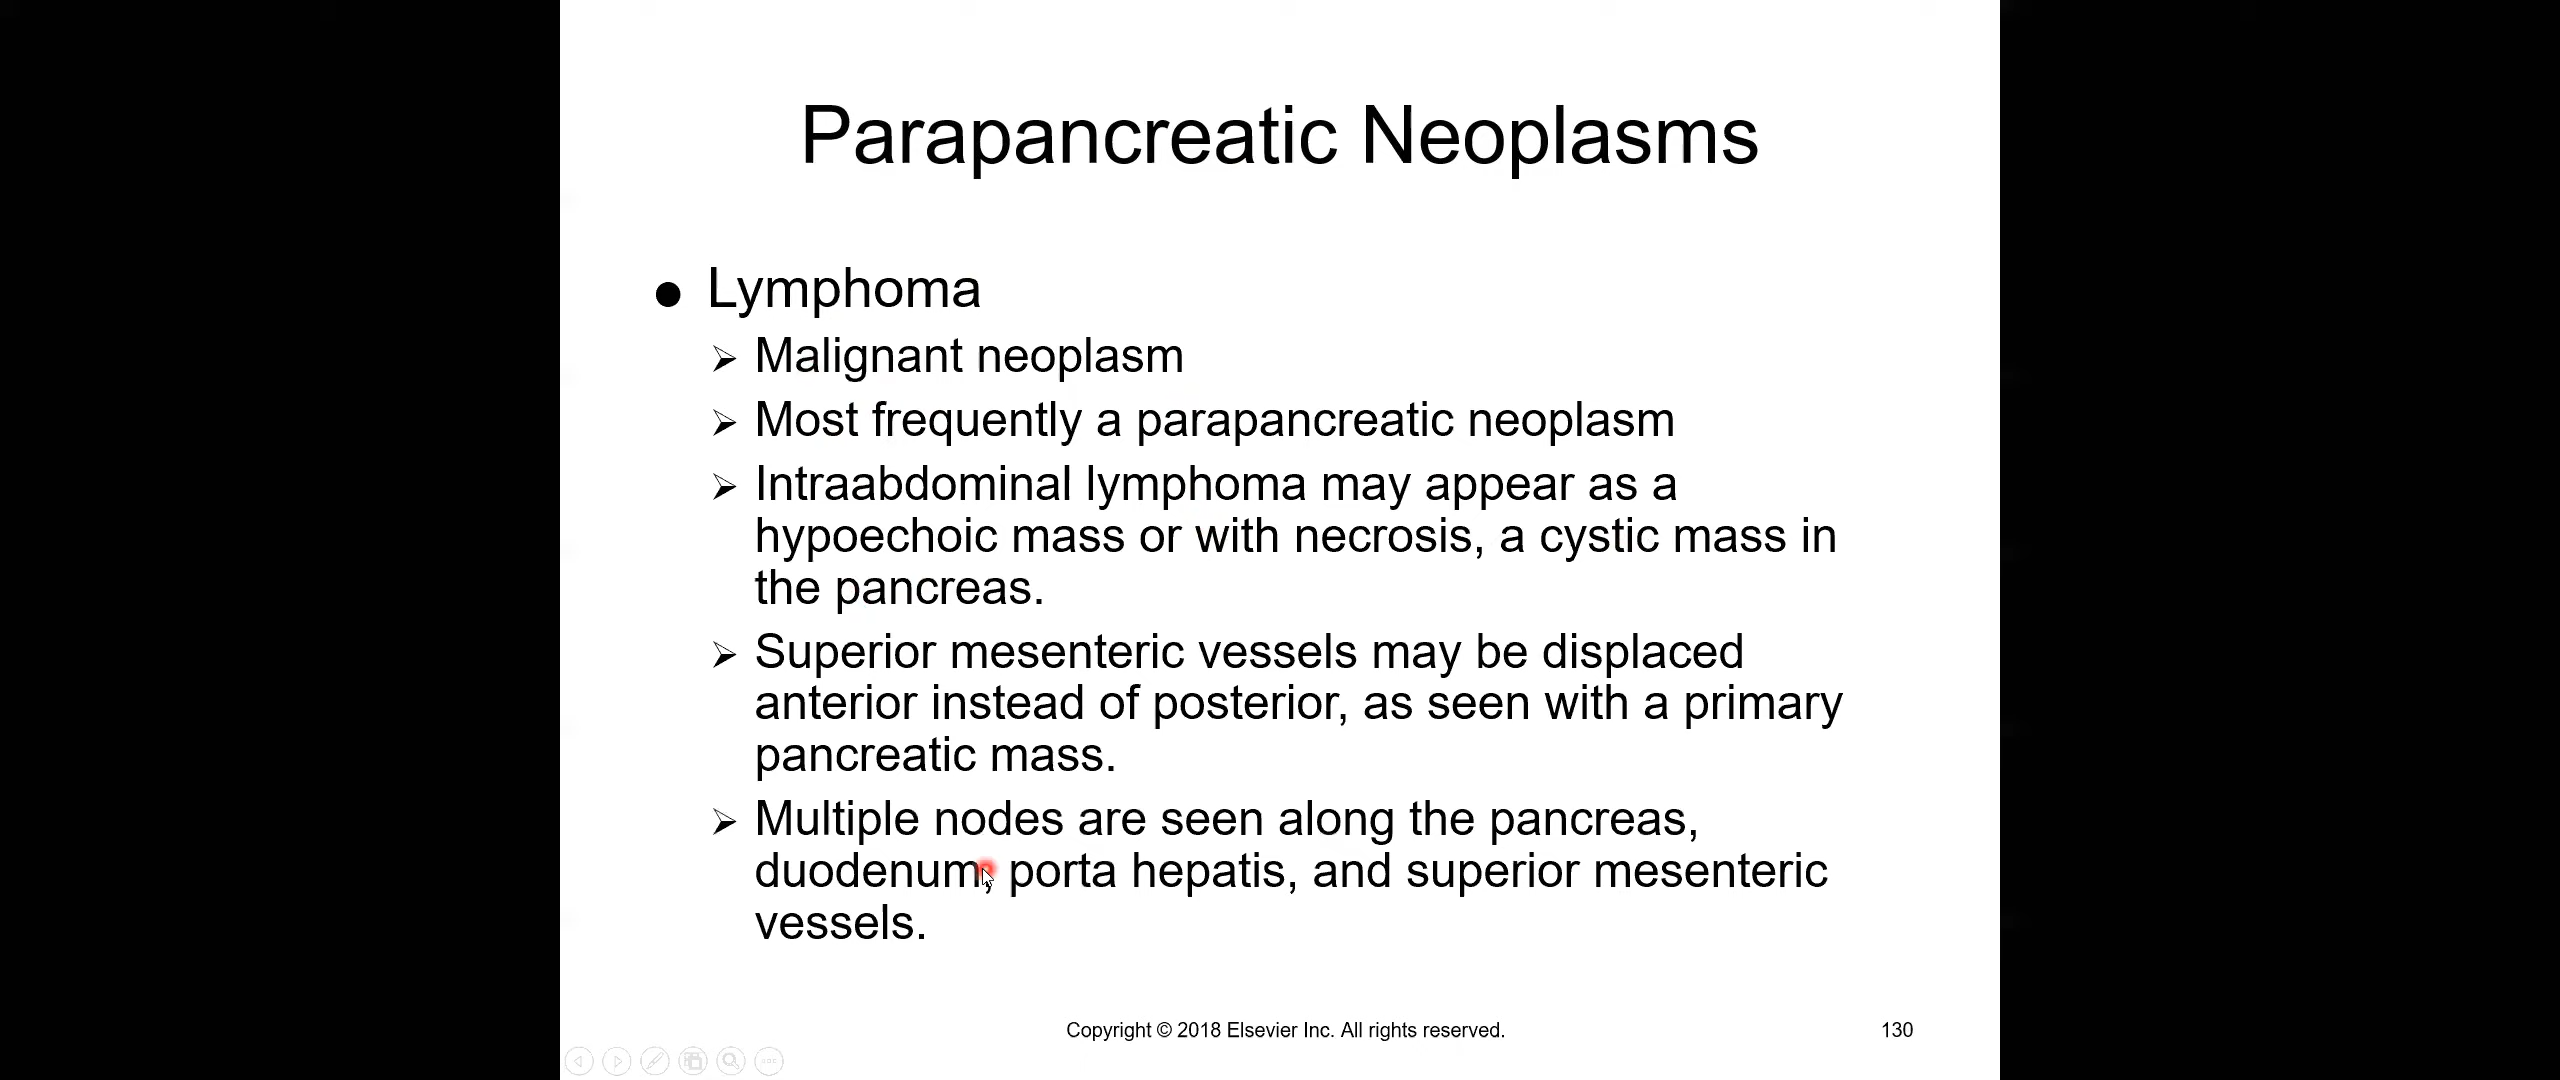 Parapancreatic Neoplasms
Lymphoma
Malignant neoplasm
Most frequently a parapancreatic neoplasm
Intraabdominal lymphoma may appear as a
hypoechoic mass or with necrosis, a cystic mass in
the pancreas.
Superior mesenteric vessels may be displaced
anterior instead of posterior, as seen with a primary
pancreatic mass.
Multiple nodes are seen along the pancreas,
duodenum, porta hepatis, and superior mesenteric
vessels.
Copyright © 2018 Elsevier Inc. All rights reserved.
130